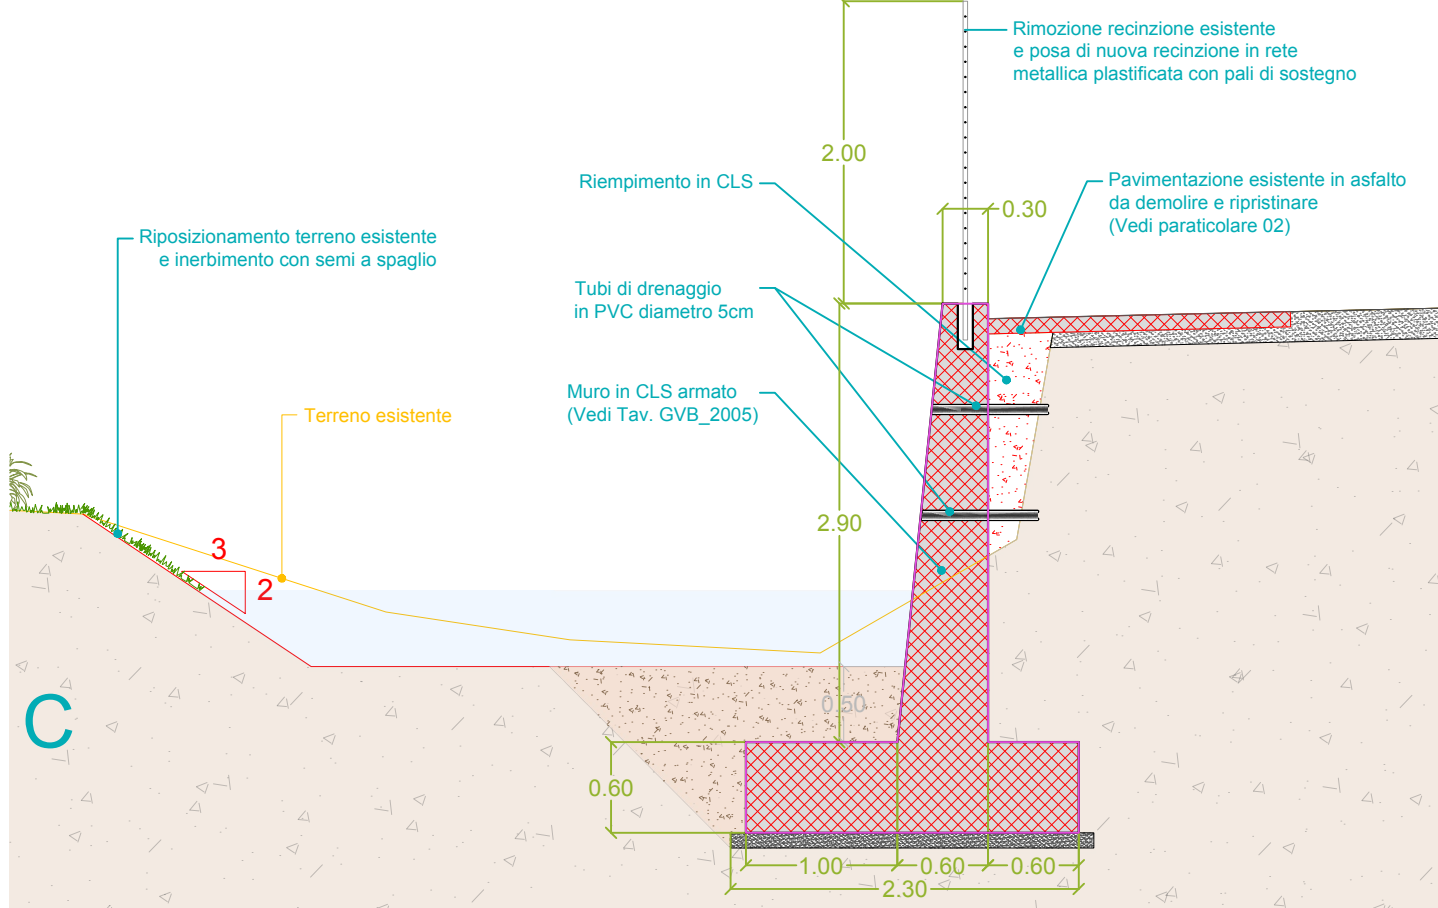 Rimozione recinzione esistente
e posa di nuova recinzione in rete
metallica plastificata con pali di sostegno
2.00
Riempimento in CLS
Pavimentazione esistente in asfalto
da demolire e ripristinare
(Vedi paraticolare 02)
0.30
Riposizionamento terreno esistente
e inerbimento con semi a spaglio
Tubi di drenaggio
in PVC diametro 5cm
Muro in CLS armato
(Vedi Tav. GVB_2005)
Terreno esistente
2.90
3
2
C
0.50
0.60
1.00
0.60
0.60
2.30